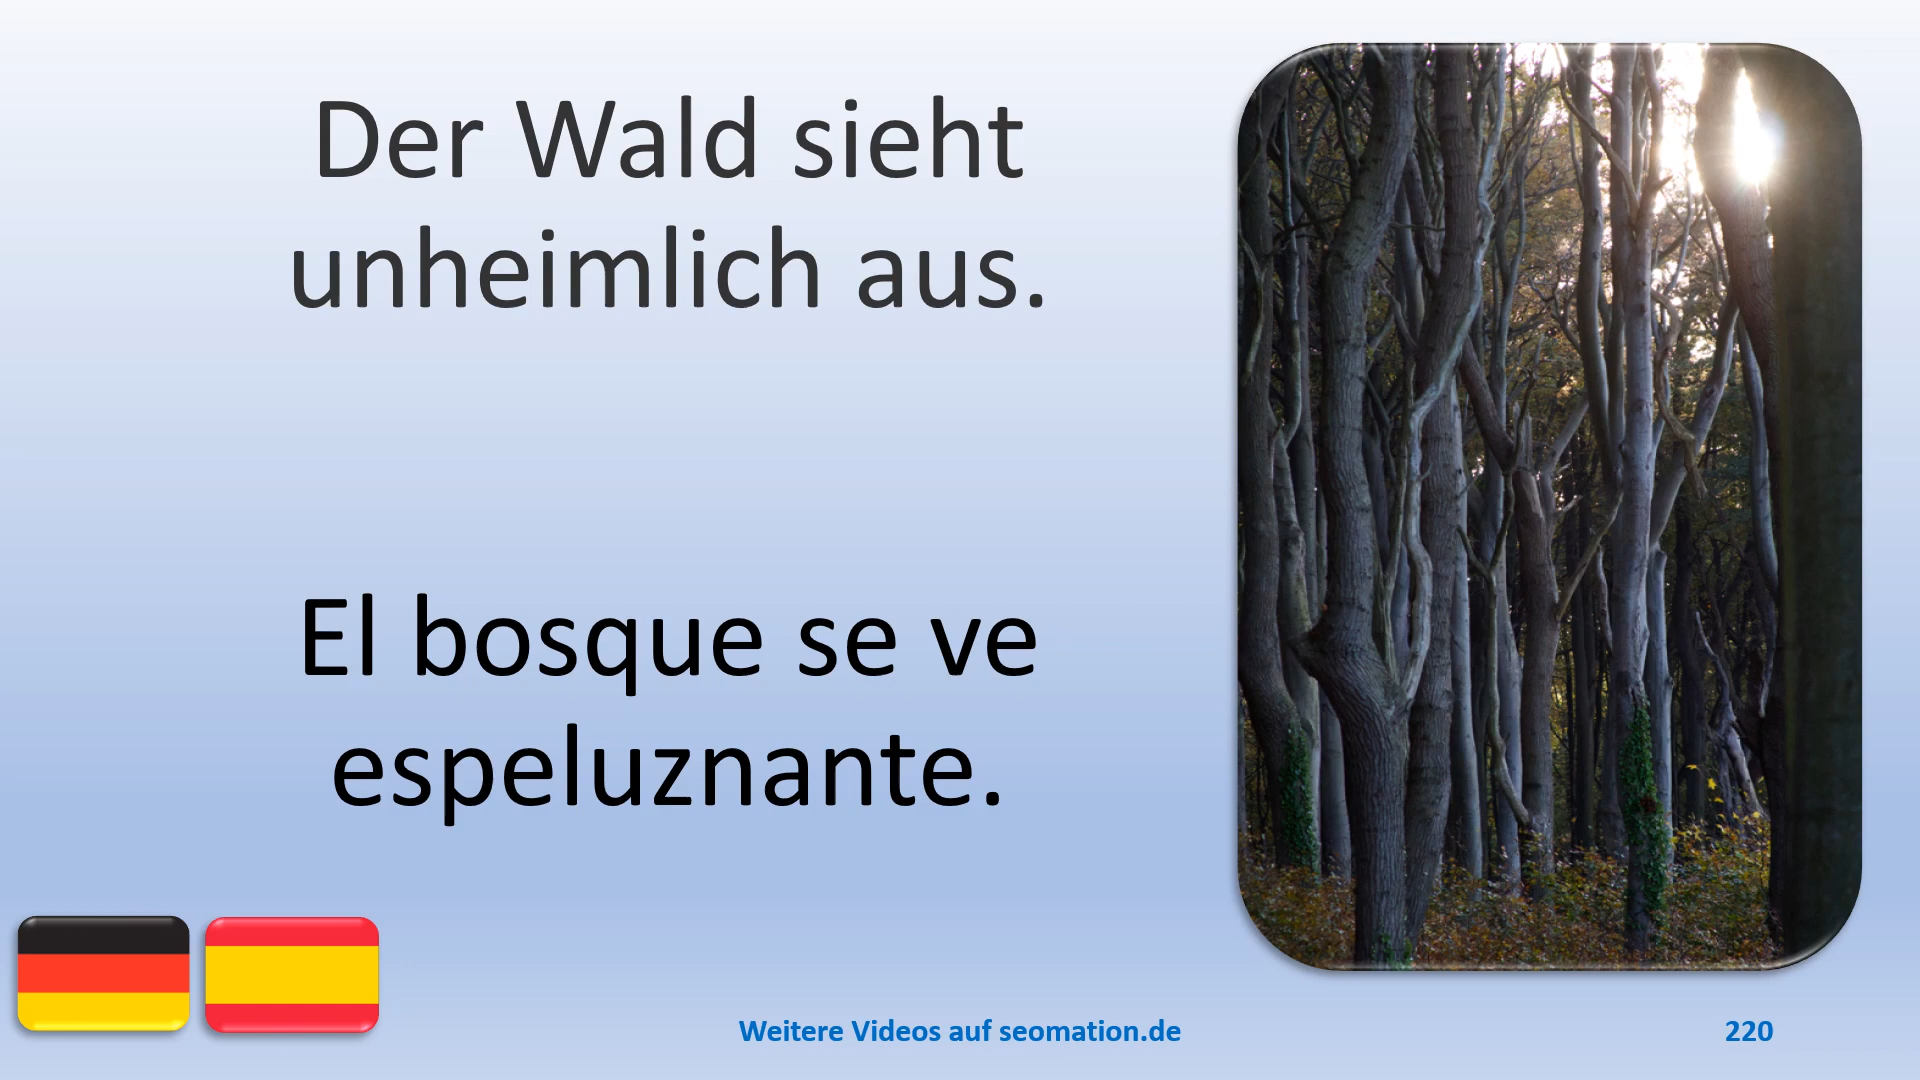 Der Wald sieht
unheimlich aus.
El bosque se ve
espeluznante.
Weitere Videos auf seomation.de
220